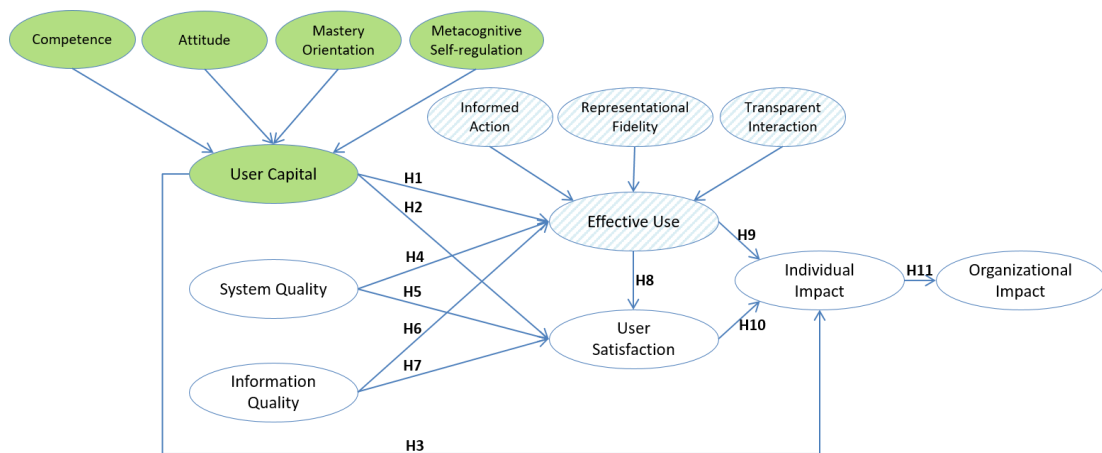 Competence
Attitude
Mastery
Orientation
Metacognitive
Self-regulation
Informed
Action
Representational
Fidelity
Transparent
Interaction
User Capital
H1
H2
Effective Use
H9
H4
System Quality
H5
H8
Individual
Impact
H11
Organizational
Impact
H6
User
Satisfaction
H10
H7
Information
Quality
H3